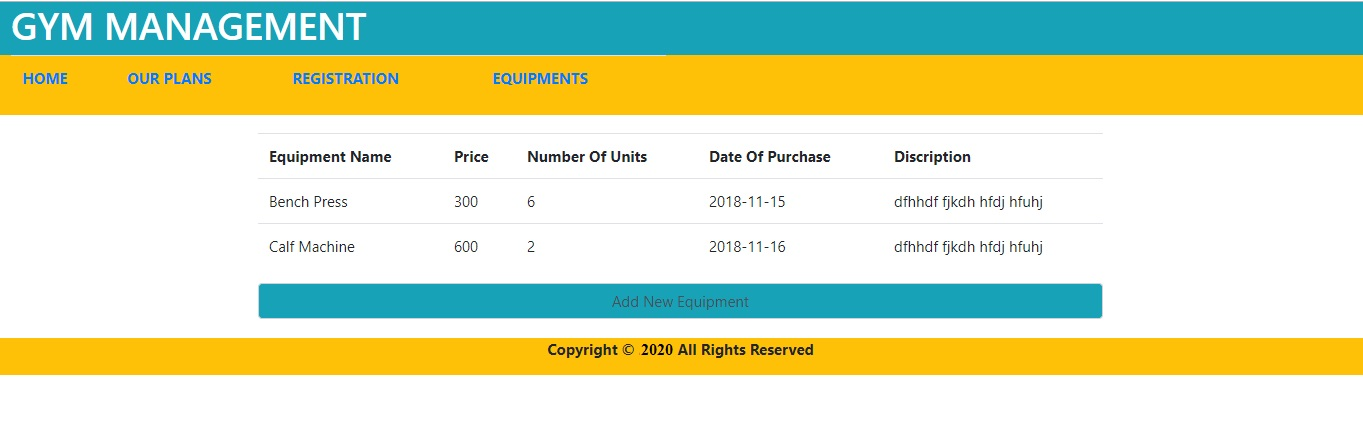 GYM MANAGEMENT
HOME OUR PLANS REGISTRATION EQUIPMENTS
Equipment Name Price Number Of Units Date Of Purchase Discription
Bench Press 300 6 2018-11-15 dfhhdf fjkdh hfdj hfuhj
Calf Machine 600 2 2018-11-16 dfhhdf fjkdh hfdj hfuhj
Add New Equipment
Copyright © 2020 All Rights Reserved